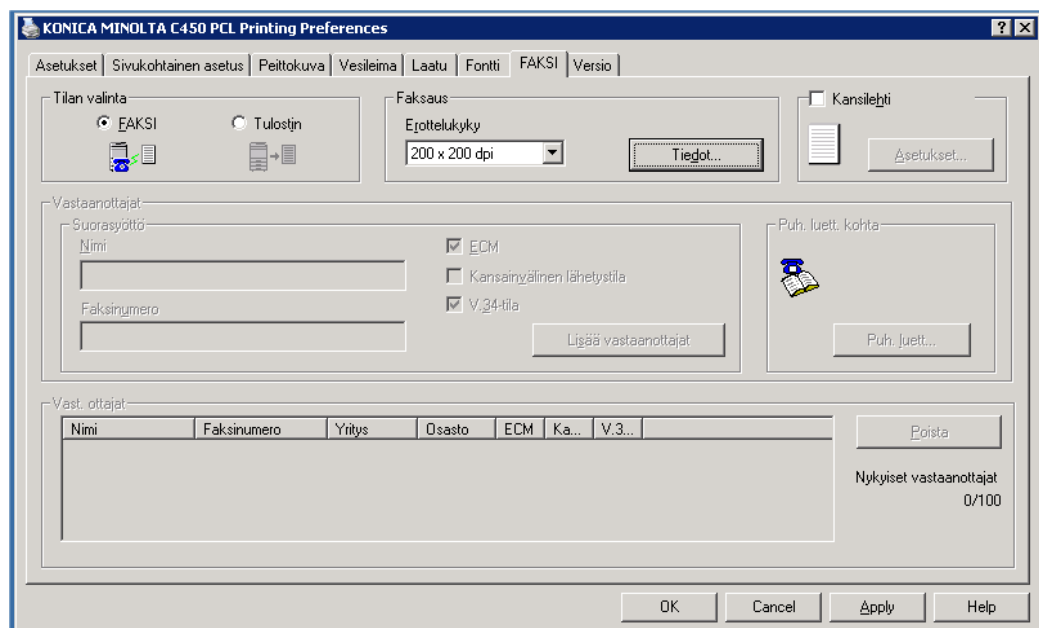 KONICA MINOLTA C450 PCL Printing Preferences
Asetukset Sivukohtainen asetus Peittokuva Vesileima Laatu Fontti FAKSI Versio
Tilan valinta
FAKSI Tulostin
Faksaus
Erottelukyky
200 x 200 dpi
Tiedot...
Kansilehti
Asetukset...
Vastaanottajat
Suorasyöttö
Nimi
Faksinumero
ECM
Kansainvälinen lähetystila
V.34-tila
Lisää vastaanottajat
Puh. luett. kohta
Puh. luett...
Vast. ottajat
Nimi Faksinumero Yritys Osasto ECM Ka... V.3...
Poista
Nykyiset vastaanottajat
0/100
OK Cancel Apply Help